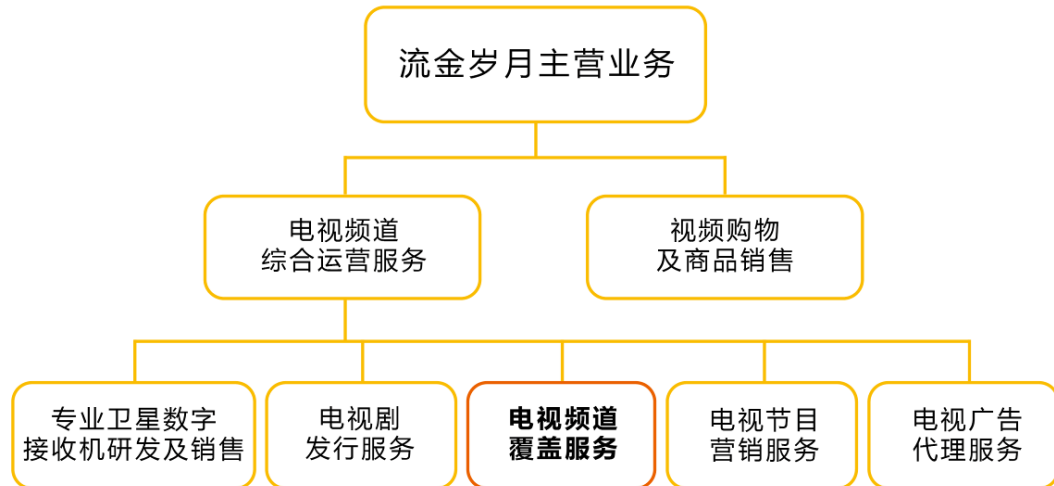 流金岁月主营业务
电视频道
综合运营服务
视频购物
及商品销售
专业卫星数字
接收机研发及销售
电视剧
发行服务
电视频道
覆盖服务
电视节目
营销服务
电视广告
代理服务